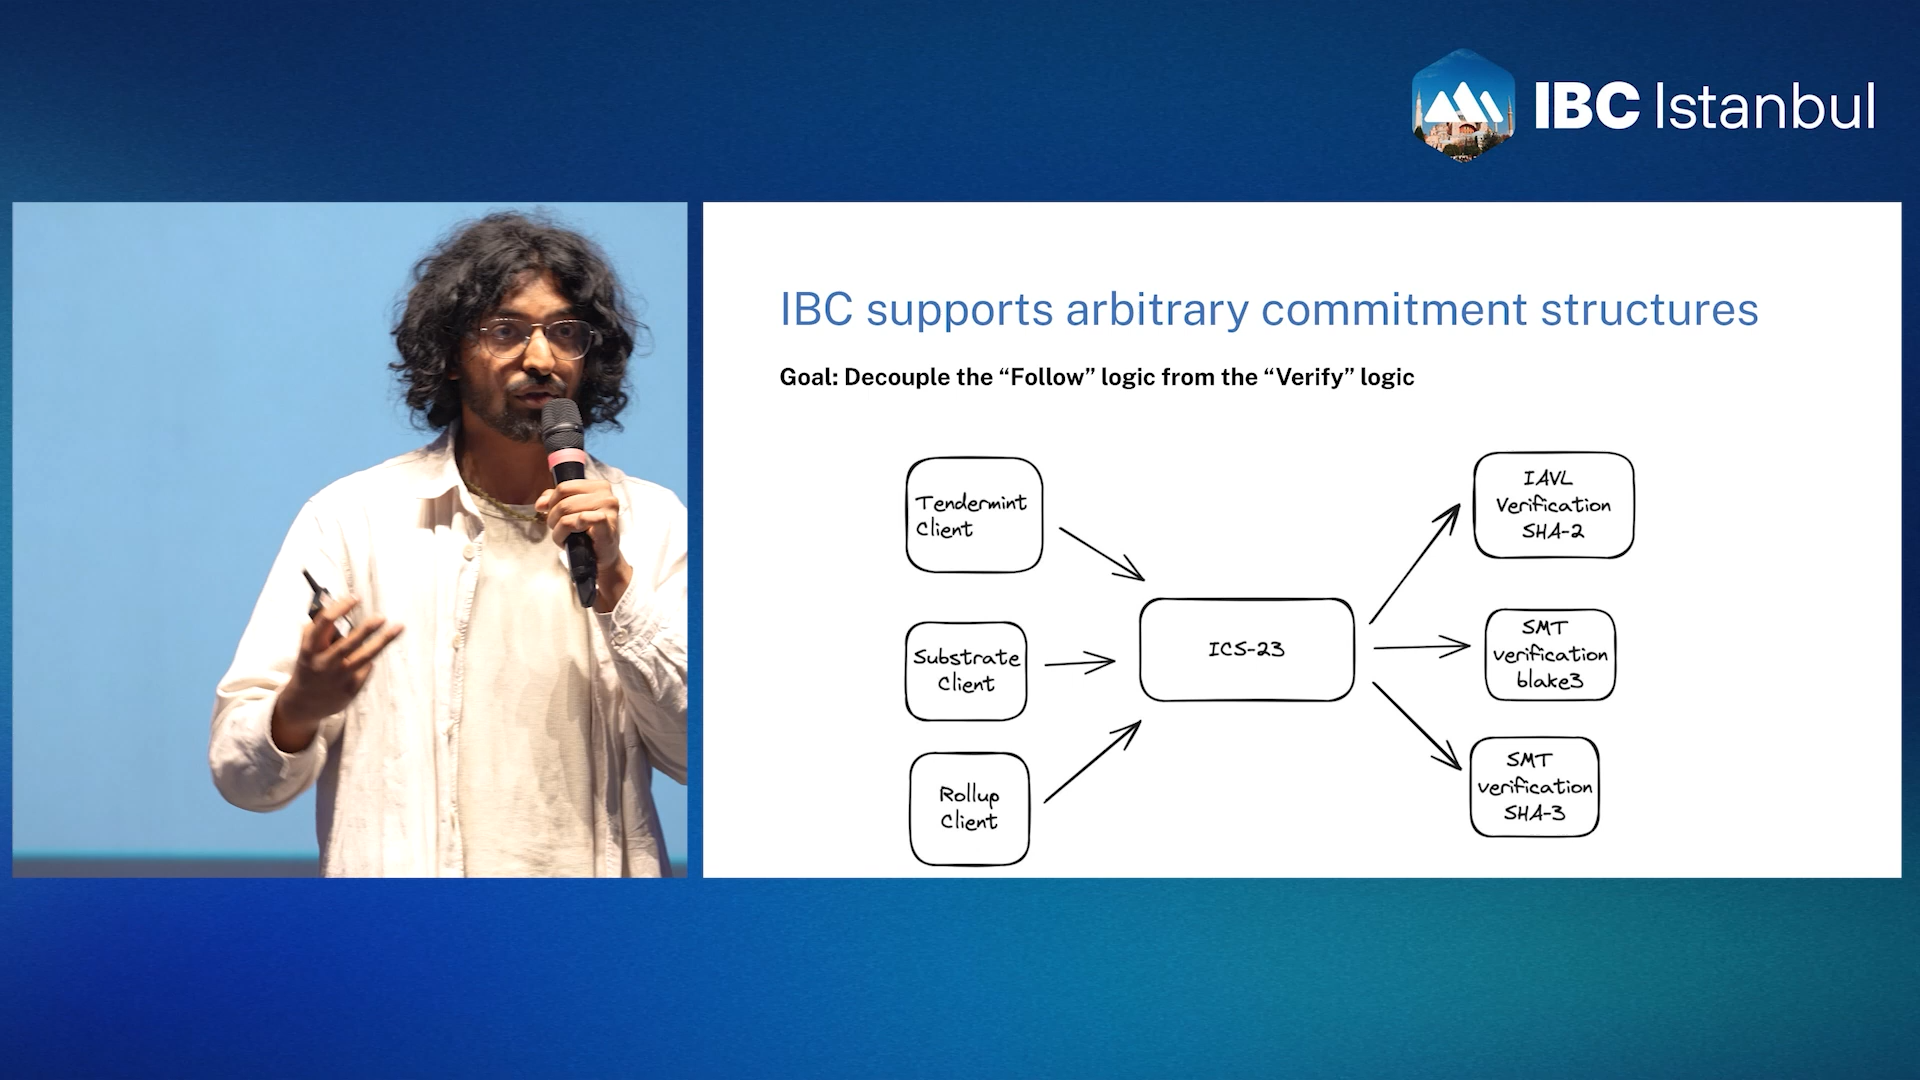 IBC Istanbul
IBC supports arbitrary commitment structures
Goal: Decouple the “Follow” logic from the “Verify” logic
Tendermint
Client
Substrate
Client
Rollup
Client
ICS-23
IAVL
Verification
SHA-2
SMT
verification
blake3
SMT
verification
SHA-3